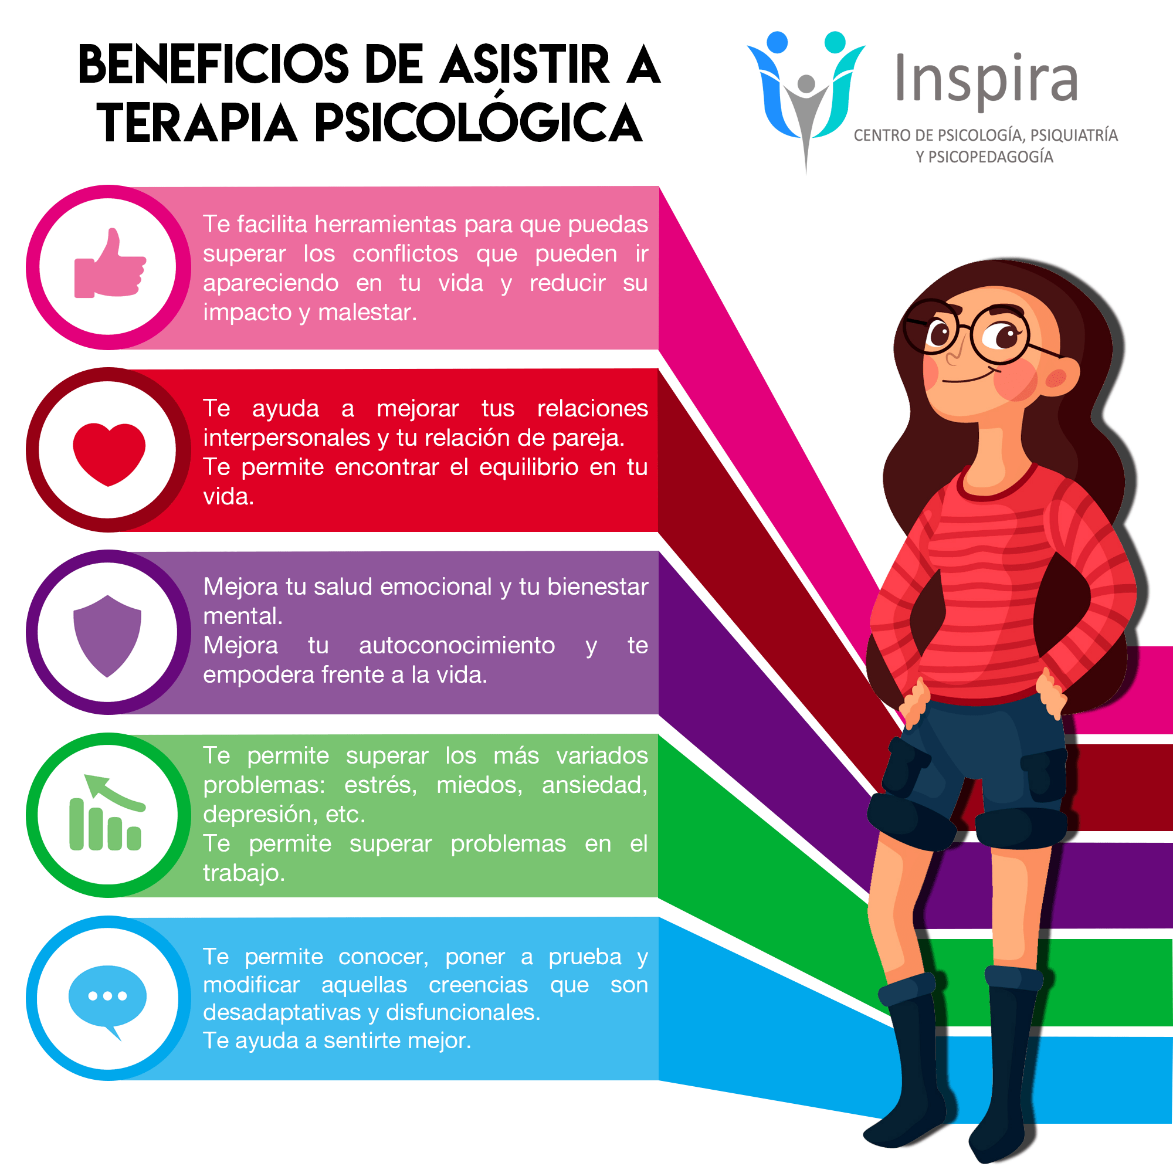 BENEFICIOS DE ASISTIR A
TERAPIA PSICOLÓGICA
Inspira
CENTRO DE PSICOLOGÍA, PSIQUIATRÍA
Y PSICOPEDAGOGÍA
Te facilita herramientas para que puedas
superar los conflictos que pueden ir
apareciendo en tu vida y reducir su
impacto y malestar.
Te ayuda a mejorar tus relaciones
interpersonales y tu relación de pareja.
Te permite encontrar el equilibrio en tu
vida.
Mejora tu salud emocional y tu bienestar
mental.
Mejora tu autoconocimiento y te
empodera frente a la vida.
Te permite superar los más variados
problemas: estrés, miedos, ansiedad,
depresión, etc.
Te permite superar problemas en el
trabajo.
Te permite conocer, poner a prueba y
modificar aquellas creencias que son
desadaptativas y disfuncionales.
Te ayuda a sentirte mejor.